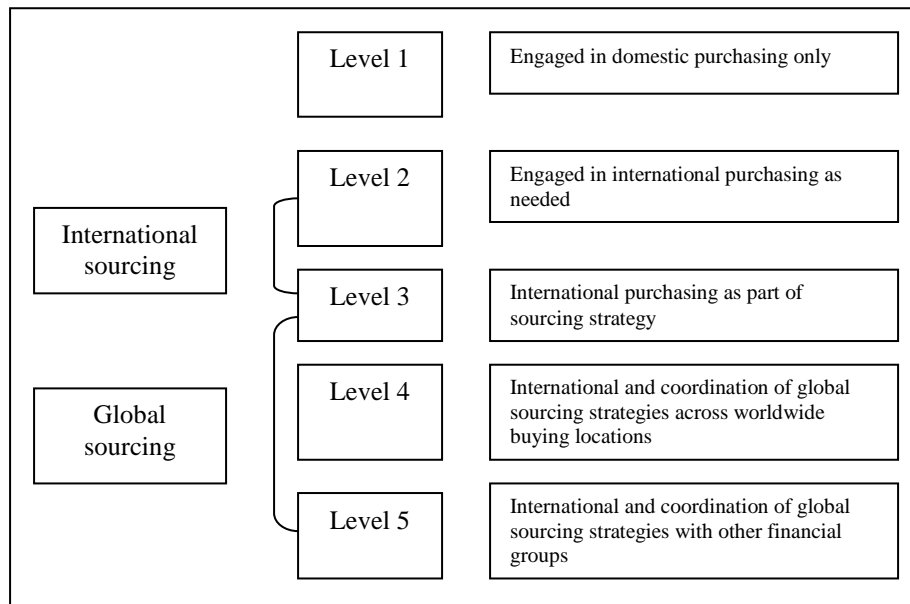 Level 1
Engaged in domestic purchasing only
Level 2
Engaged in international purchasing as
needed
International
sourcing
Level 3
International purchasing as part of
sourcing strategy
Global
sourcing
Level 4
International and coordination of global
sourcing strategies across worldwide
buying locations
Level 5
International and coordination of global
sourcing strategies with other financial
groups